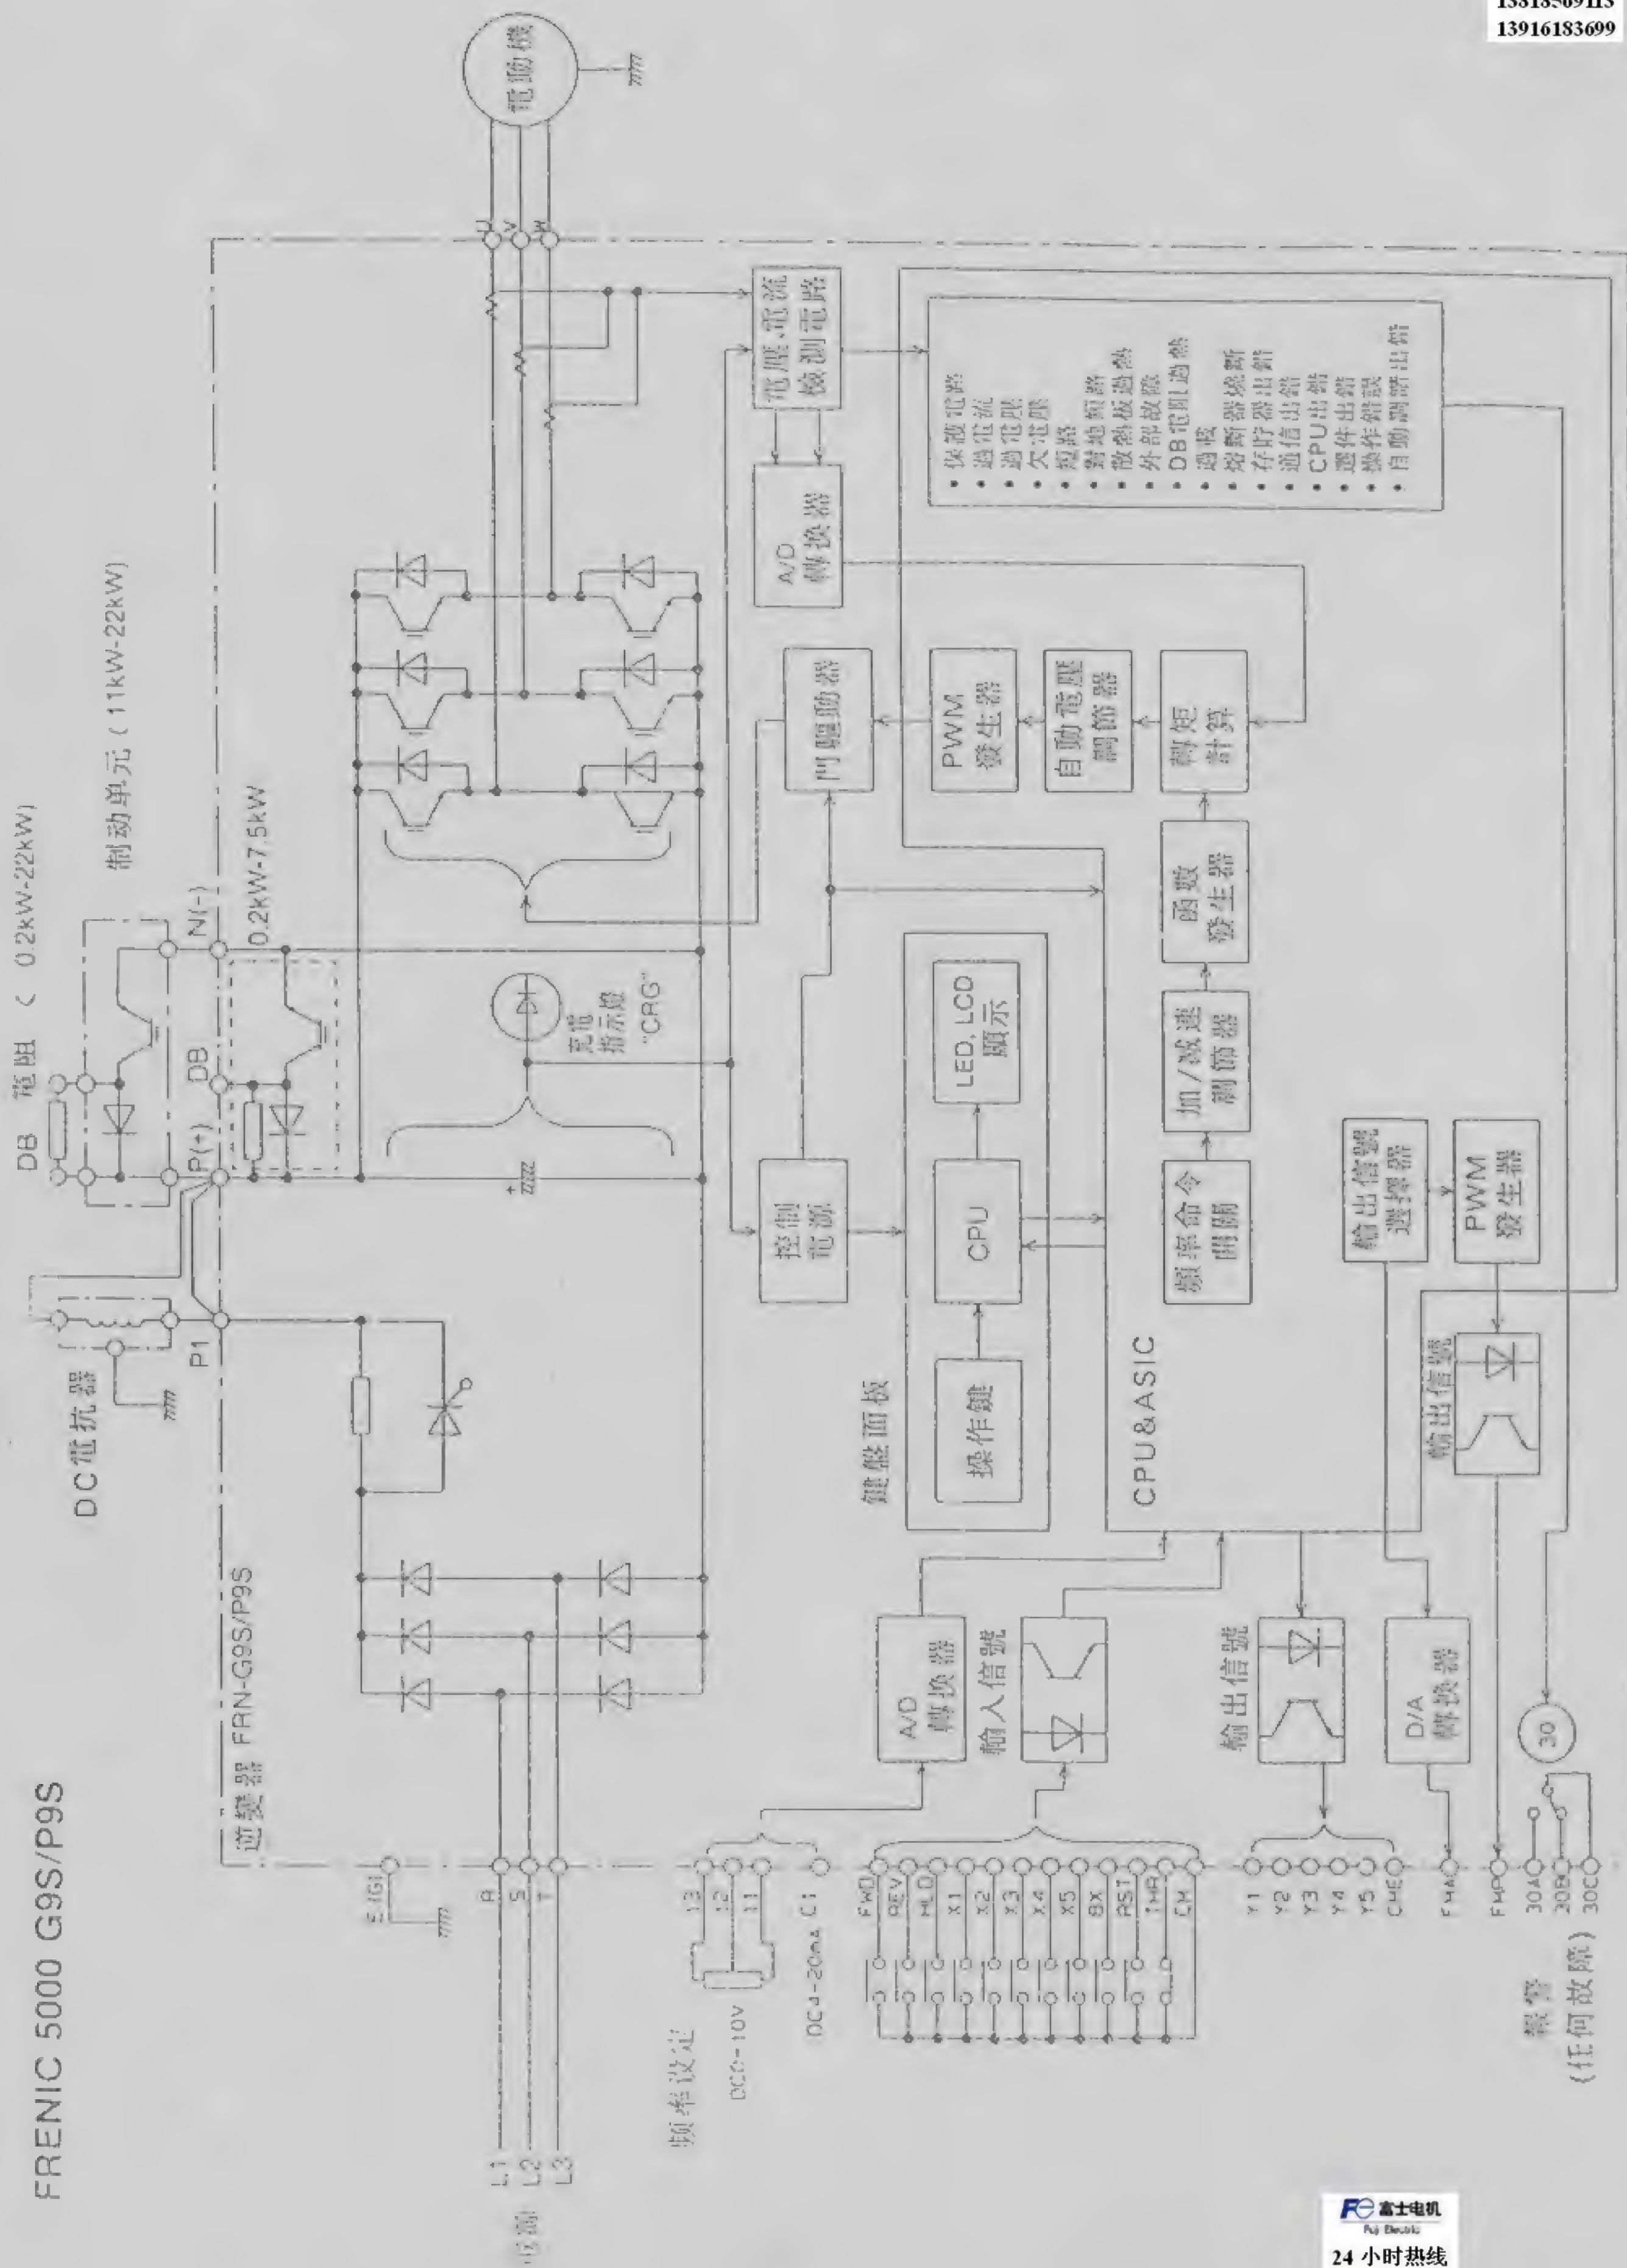 FRENIC 5000 G9S/P9S
DB 電阻 ( 0.2kW-22kW)
制动单元 ( 11kW-22kW)
DC電抗器
P1
P(+)
DB
N(-)
0.2kW-7.5kW
逆變器 FRN-G9S/P9S
E(G)
L1
L2
L3
R
S
T
充電
指示燈
"CRG"
U
V
W
電動機
頻率设定
DC0-10V
DC4-20mA
13
12
11
C1
控制
電源
門驅動器
A/D
轉换器
電壓、電流
檢測電路
鍵盤面板
操作鍵
CPU
LED, LCD
顯示
PWM
發生器
自動電壓
調節器
轉矩
計算
函數
發生器
加/减速
調節器
頻率命令
開關
CPU&ASIC
• 保護電路
• 過電流
• 過電壓
• 欠電壓
• 短路
• 對地短路
• 散熱板過熱
• 外部故障
• DB電阻過熱
• 過载
• 熔斷器燒斷
• 存貯器出錯
• 通信出錯
• CPU出錯
• 選件出錯
• 操作錯誤
• 自動調諧出錯
A/D
轉换器
輸入信號
FWD
REV
HLD
X1
X2
X3
X4
X5
BX
RST
THR
CM
輸出信號
Y1
Y2
Y3
Y4
Y5
CME
D/A
轉换器
FMA
輸出信號
選擇器
PWM
發生器
輸出信號
FMP
30
30A
30B
30C
報警
(任何故障)
13916183699
富士电机
Fuji Electric
24 小时热线